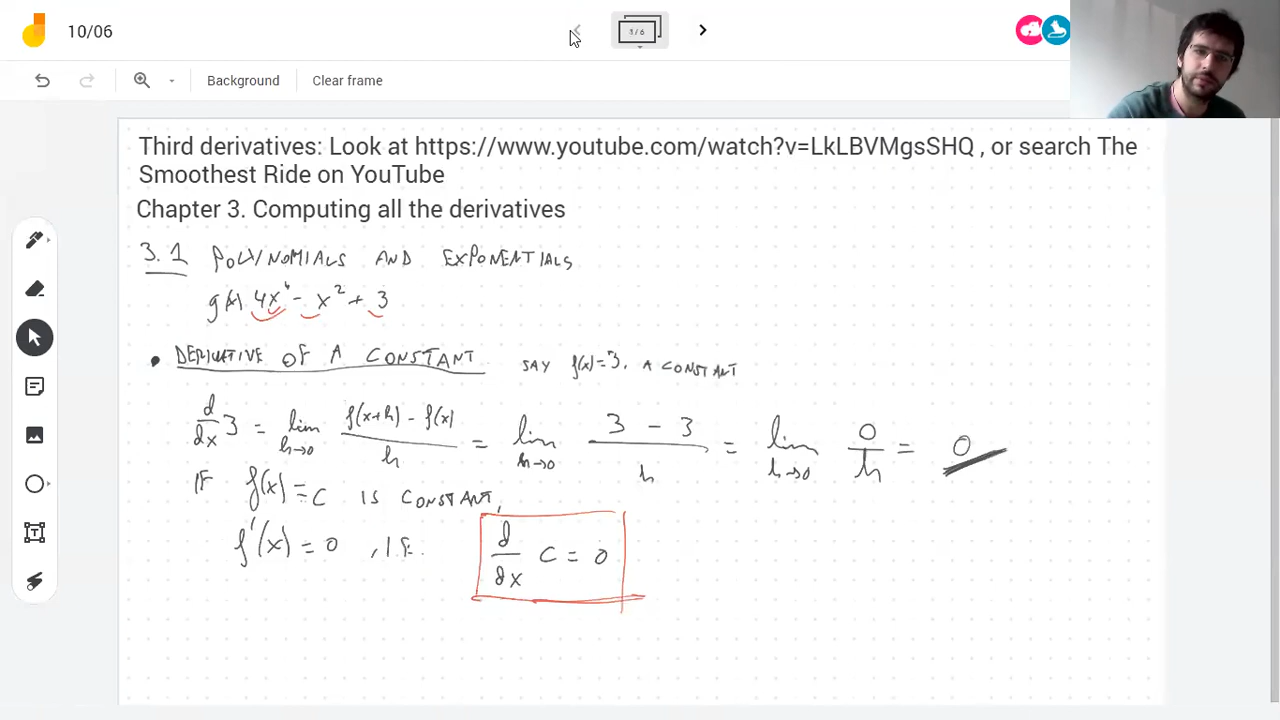 10/06
1/6
Background
Clear frame
Third derivatives: Look at https://www.youtube.com/watch?v=LkLBVMgsSHQ , or search The
Smoothest Ride on YouTube
Chapter 3. Computing all the derivatives
3.1 POLYNOMIALS AND EXPONENTIALS
g(x) 4x⁴ - x² + 3
• DERIVATIVE OF A CONSTANT SAY f(x)=3, A CONSTANT
d/dx 3 = lim h→0 (f(x+h) - f(x))/h = lim h→0 (3 - 3)/h = lim h→0 0/h = 0
IF f(x) = C IS CONSTANT,
f'(x) = 0 , I.E. d/dx C = 0